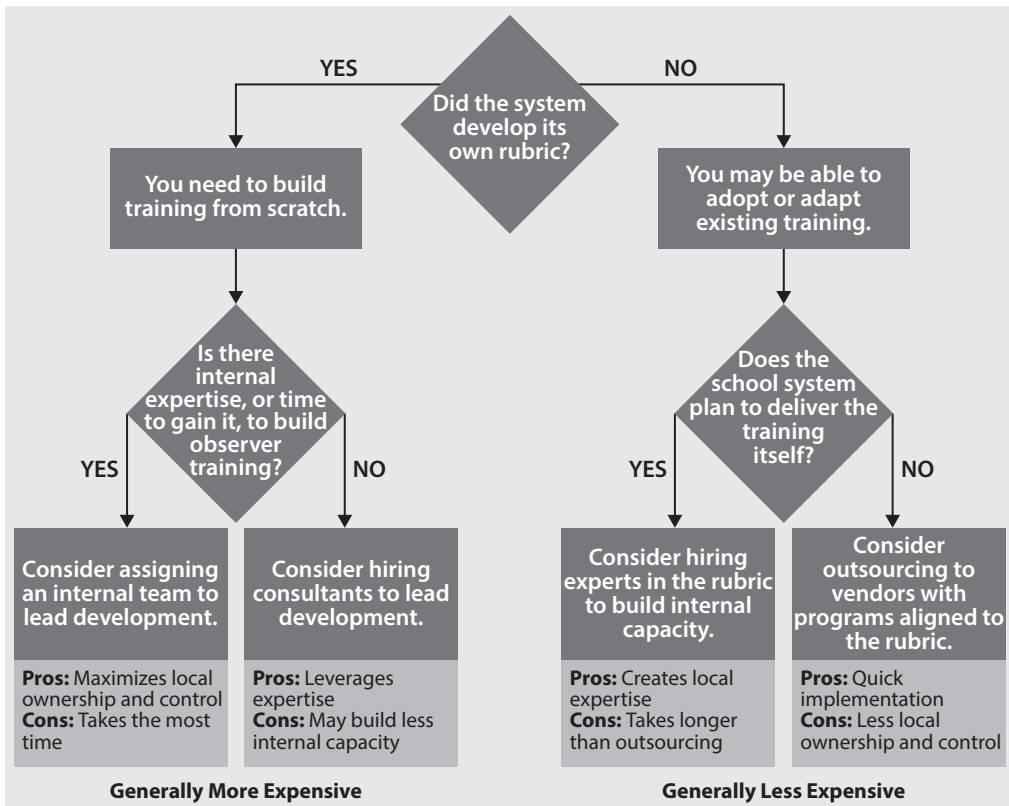 YES
NO
Did the system
develop its
own rubric?
You need to build
training from scratch.
You may be able to
adopt or adapt
existing training.
Is there
internal
expertise, or time
to gain it, to build
observer
training?
YES
NO
Does the
school system
plan to deliver the
training
itself?
YES
NO
Consider assigning
an internal team to
lead development.
Pros: Maximizes local
ownership and control
Cons: Takes the most
time
Consider hiring
consultants to lead
development.
Pros: Leverages
expertise
Cons: May build less
internal capacity
Consider hiring
experts in the rubric
to build internal
capacity.
Pros: Creates local
expertise
Cons: Takes longer
than outsourcing
Consider
outsourcing to
vendors with
programs aligned to
the rubric.
Pros: Quick
implementation
Cons: Less local
ownership and control
Generally More Expensive
Generally Less Expensive